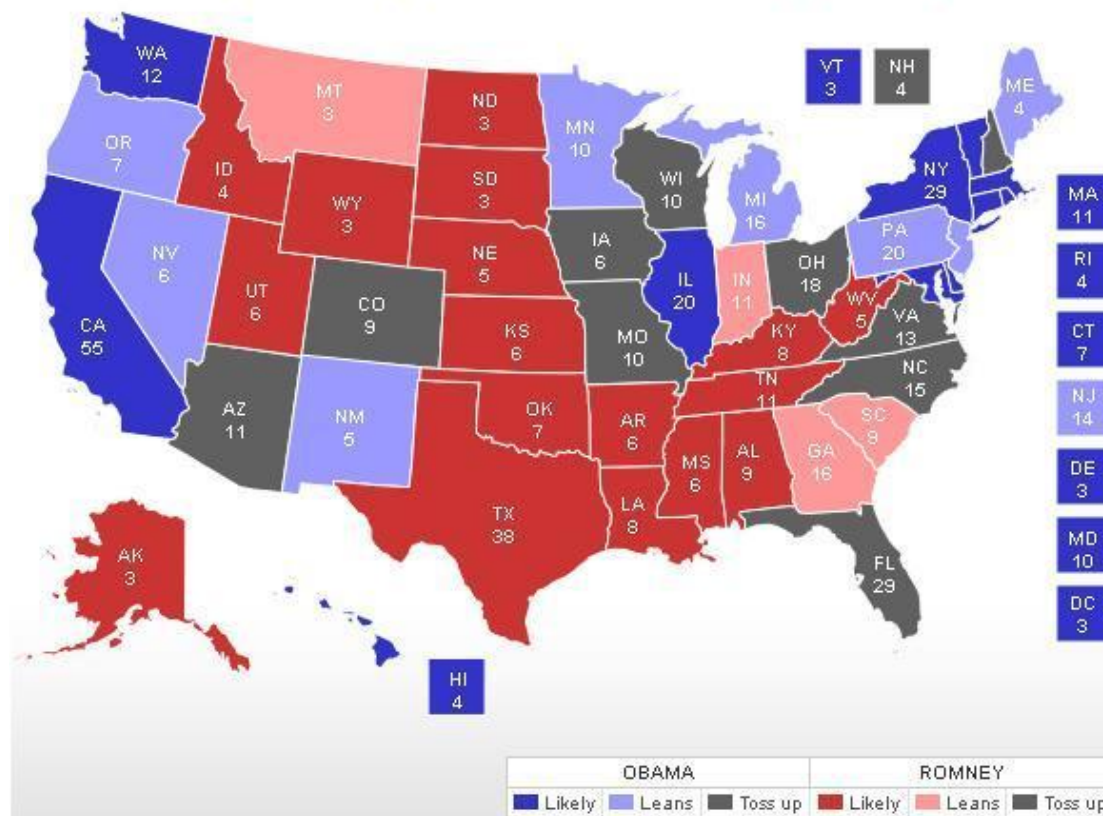 WA
12
OR
7
CA
55
NV
6
ID
4
MT
3
WY
3
UT
6
AZ
11
CO
9
NM
5
ND
3
SD
3
NE
5
KS
6
OK
7
TX
38
MN
10
IA
6
MO
10
AR
6
LA
8
WI
10
IL
20
MS
6
MI
16
IN
11
KY
8
TN
11
AL
9
OH
18
WV
5
GA
16
FL
29
SC
9
NC
15
VA
13
PA
20
NY
29
ME
4
VT
3
NH
4
MA
11
RI
4
CT
7
NJ
14
DE
3
MD
10
DC
3
AK
3
HI
4
OBAMA ROMNEY
Likely Leans Toss up Likely Leans Toss up